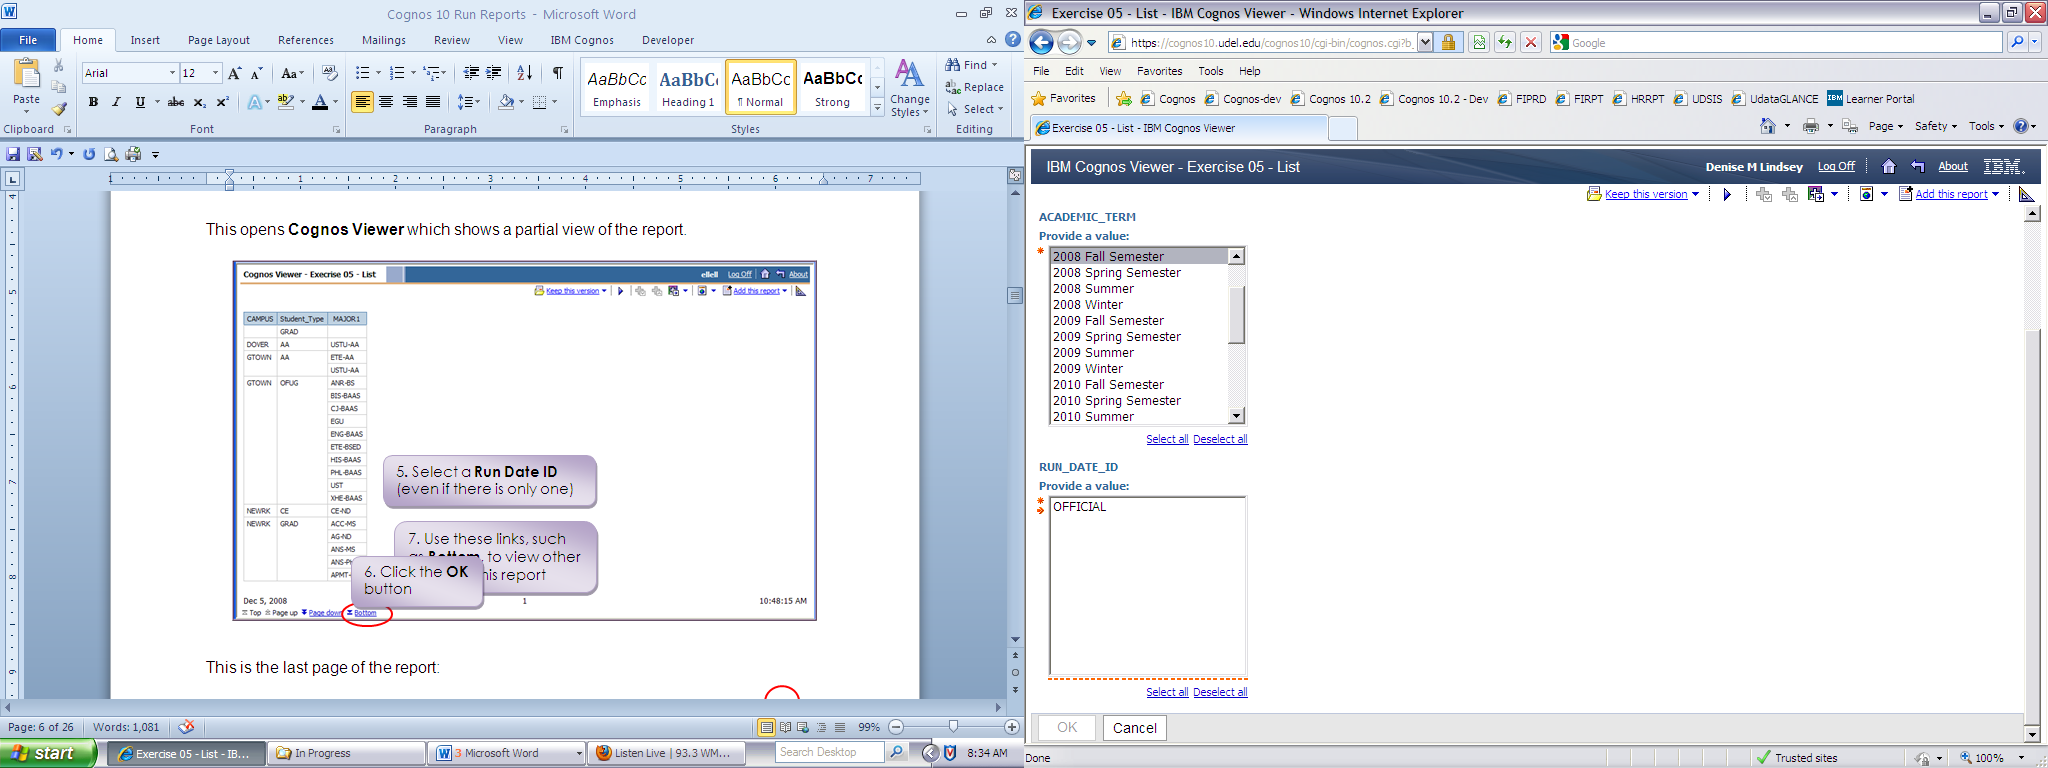 Cognos 10 Run Reports - Microsoft Word
File Home Insert Page Layout References Mailings Review View IBM Cognos Developer
Paste
Arial 12
AaBbCc AaBbC AaBbCc AaBbCc
Emphasis Heading 1 ¶ Normal Strong
Change Styles
Find
Replace
Select
Clipboard Font Paragraph Styles Editing
This opens Cognos Viewer which shows a partial view of the report.
Cognos Viewer - Execrise 05 - List ellell Log Off About
Keep this version Add this report
CAMPUS Student_Type MAJOR1
GRAD
DOVER AA USTU-AA
GTOWN AA ETE-AA
USTU-AA
GTOWN OFUG ANR-BS
BIS-BAAS
CJ-BAAS
EGU
ENG-BAAS
ETE-BSED
HIS-BAAS
PHL-BAAS
UST
XHE-BAAS
NEWRK CE CE-ND
NEWRK GRAD ACC-MS
AG-ND
ANS-MS
5. Select a Run Date ID
(even if there is only one)
7. Use these links, such
to view other
his report
6. Click the OK
button
Dec 5, 2008 1 10:48:15 AM
Top Page up Page down Bottom
This is the last page of the report:
Page: 6 of 26 Words: 1,081 99%
start Exercise 05 - List - IB... In Progress 3 Microsoft Word Listen Live | 93.3 WM... Search Desktop 8:34 AM
Exercise 05 - List - IBM Cognos Viewer - Windows Internet Explorer
https://cognos10.udel.edu/cognos10/cgi-bin/cognos.cgi?b_ Google
File Edit View Favorites Tools Help
Favorites Cognos Cognos-dev Cognos 10.2 Cognos 10.2 - Dev FIPRD FIRPT HRRPT UDSIS UdataGLANCE IBM Learner Portal
Exercise 05 - List - IBM Cognos Viewer
Page Safety Tools
IBM Cognos Viewer - Exercise 05 - List Denise M Lindsey Log Off About IBM.
Keep this version Add this report
ACADEMIC_TERM
Provide a value:
2008 Fall Semester
2008 Spring Semester
2008 Summer
2008 Winter
2009 Fall Semester
2009 Spring Semester
2009 Summer
2009 Winter
2010 Fall Semester
2010 Spring Semester
2010 Summer
Select all Deselect all
RUN_DATE_ID
Provide a value:
OFFICIAL
Select all Deselect all
OK Cancel
Done Trusted sites 100%